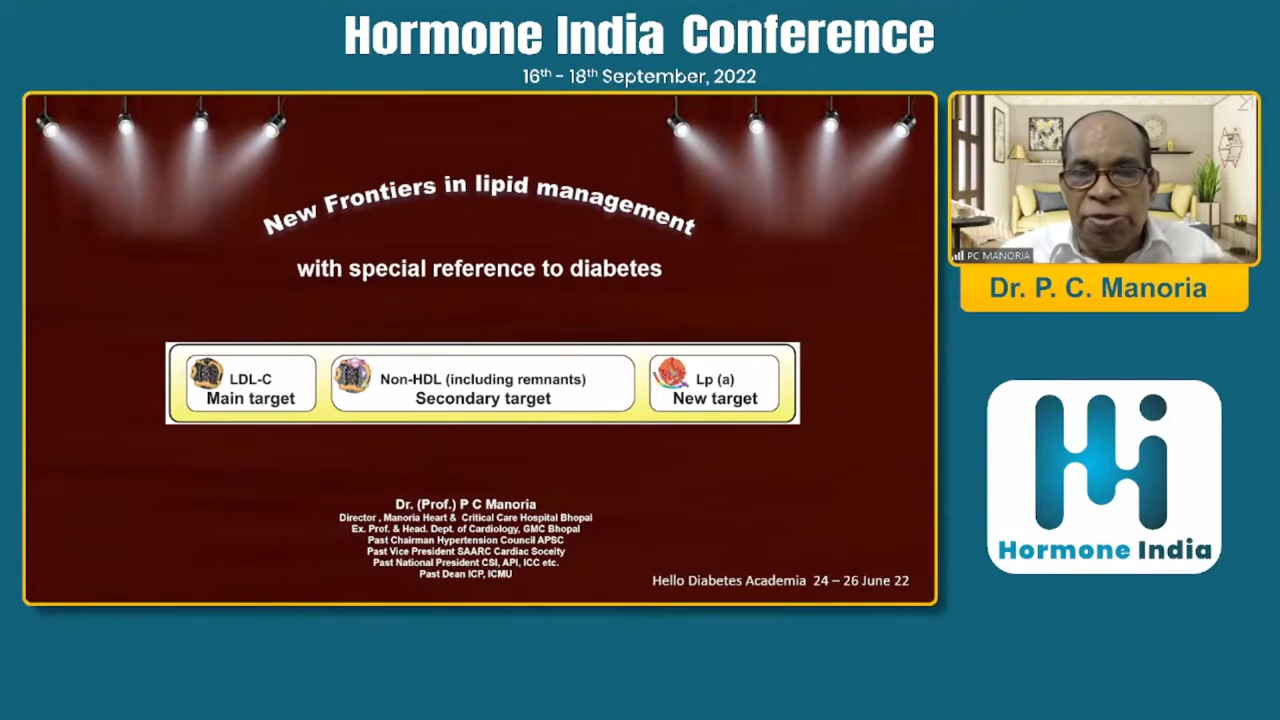 Hormone India Conference
16th - 18th September, 2022
New Frontiers in lipid management
with special reference to diabetes
LDL-C
Main target
Non-HDL (including remnants)
Secondary target
Lp (a)
New target
Dr. (Prof.) P C Manoria
Director , Manoria Heart & Critical Care Hospital Bhopal
Ex. Prof. & Head. Dept. of Cardiology, GMC Bhopal
Past Chairman Hypertension Council APSC
Past Vice President SAARC Cardiac Soceity
Past National President CSI, API, ICC etc.
Past Dean ICP, ICMU
Hello Diabetes Academia 24 – 26 June 22
PC MANORIA
Dr. P. C. Manoria
Hi
Hormone India